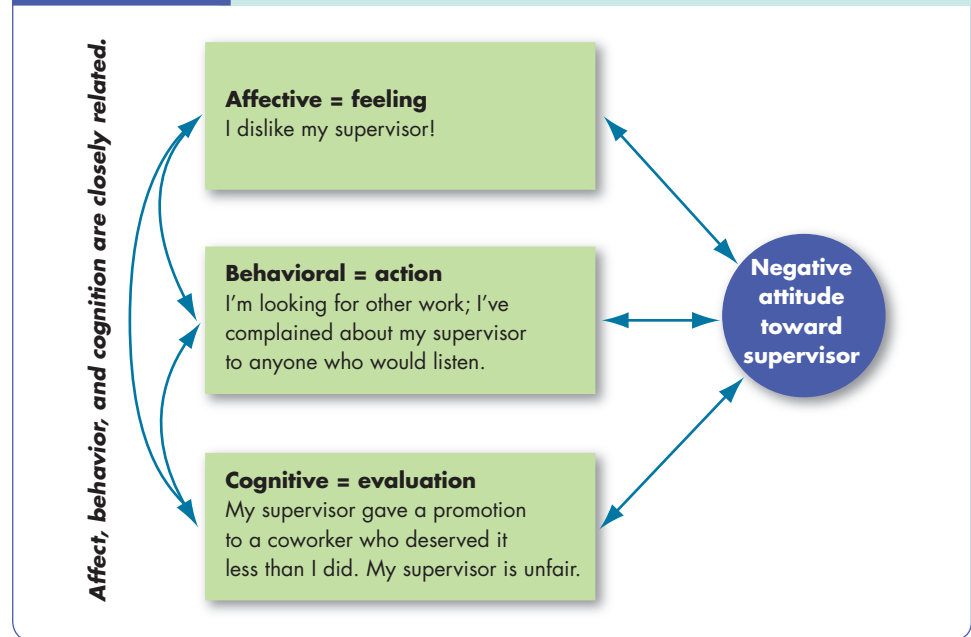 Affect, behavior, and cognition are closely related.
Affective = feeling
I dislike my supervisor!
Behavioral = action
I'm looking for other work; I've
complained about my supervisor
to anyone who would listen.
Cognitive = evaluation
My supervisor gave a promotion
to a coworker who deserved it
less than I did. My supervisor is unfair.
Negative
attitude
toward
supervisor